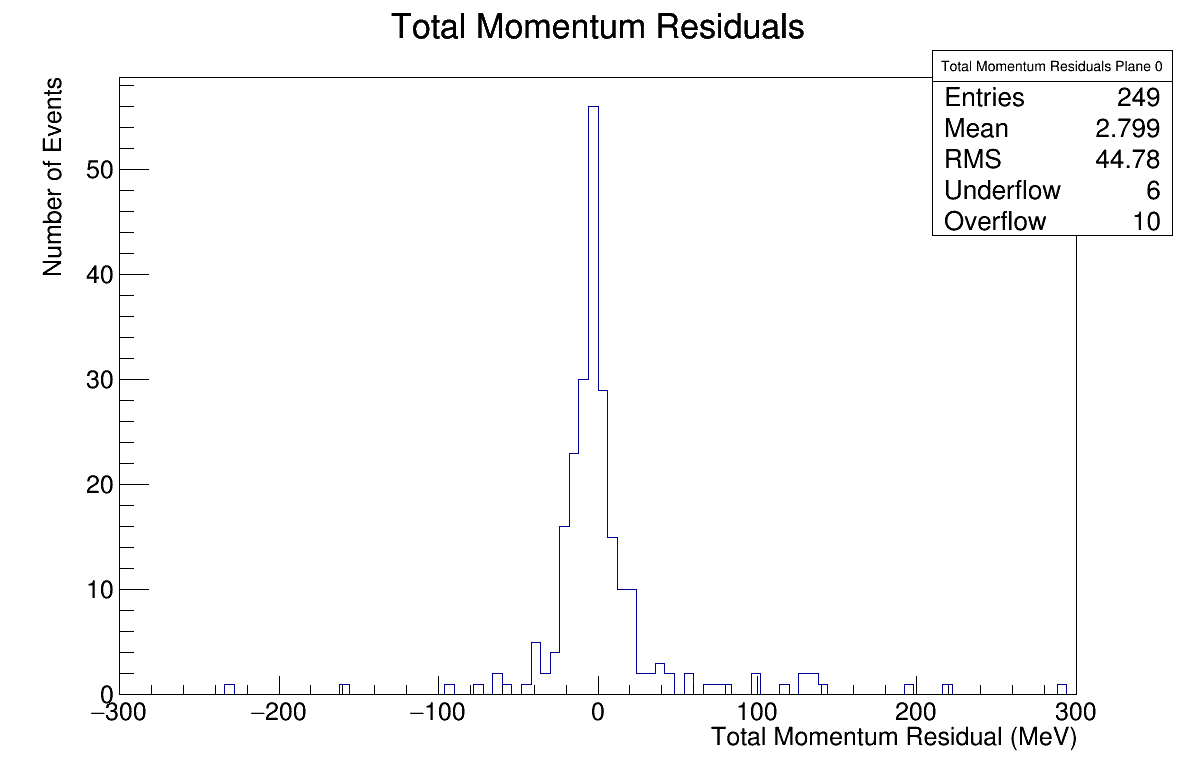 Total Momentum Residuals
Total Momentum Residuals Plane 0
Entries 249
Mean 2.799
RMS 44.78
Underflow 6
Overflow 10
Number of Events
50
40
30
20
10
0
−300 −200 −100 0 100 200 300
Total Momentum Residual (MeV)